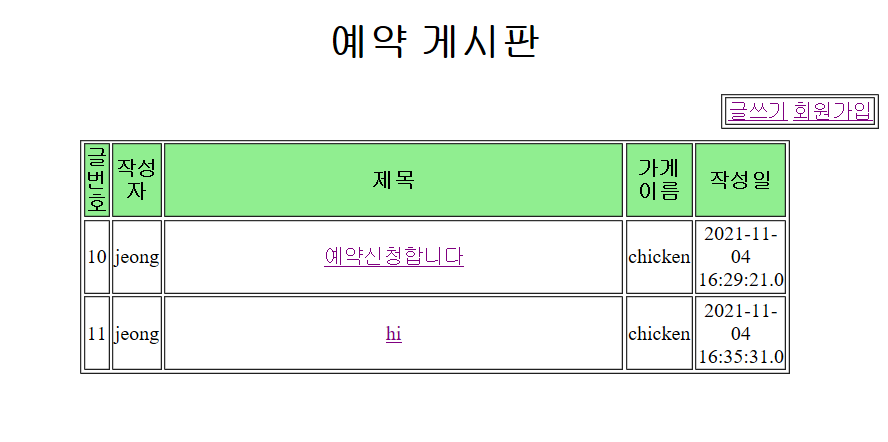 예약 게시판
글쓰기 회원가입
글
번
호
작성
자
제목
가게
이름
작성일
10
jeong
예약신청합니다
chicken
2021-11-
04
16:29:21.0
11
jeong
hi
chicken
2021-11-
04
16:35:31.0